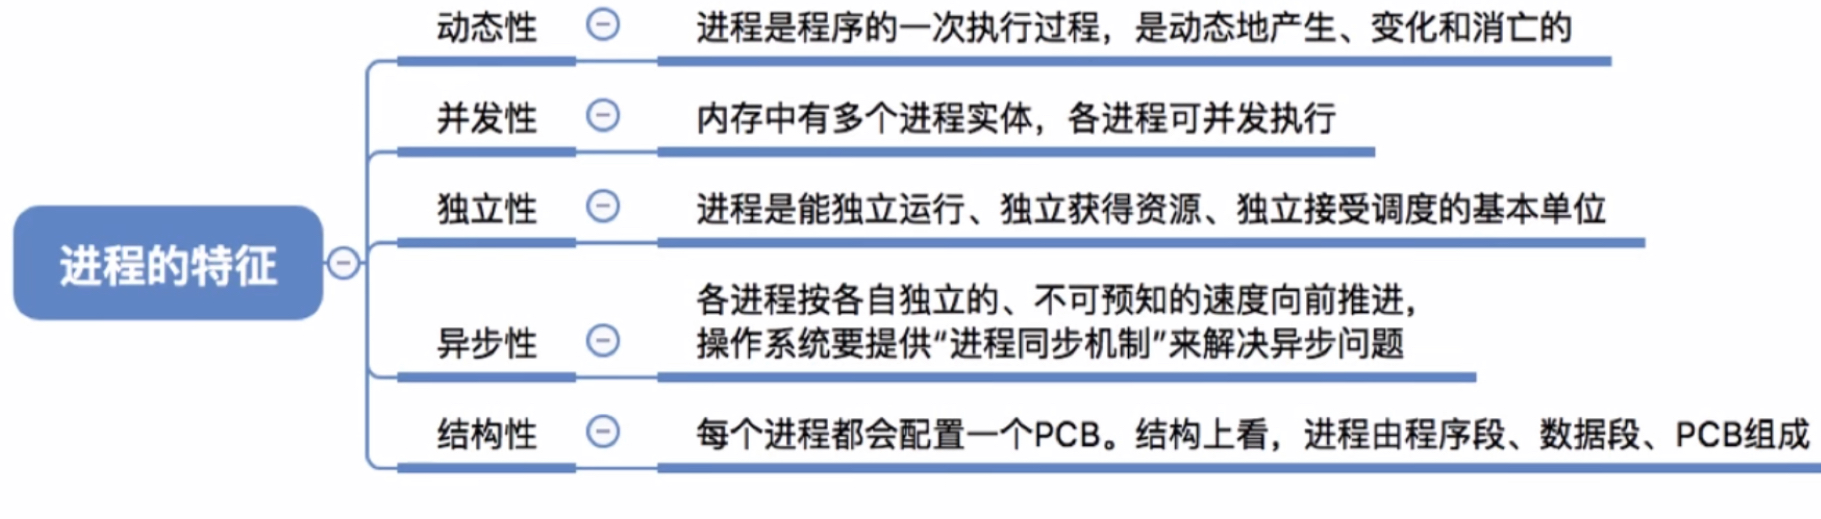 动态性
进程是程序的一次执行过程，是动态地产生、变化和消亡的
并发性
内存中有多个进程实体，各进程可并发执行
独立性
进程是能独立运行、独立获得资源、独立接受调度的基本单位
进程的特征
各进程按各自独立的、不可预知的速度向前推进，
异步性
操作系统要提供“进程同步机制”来解决异步问题
结构性
每个进程都会配置一个PCB。结构上看，进程由程序段、数据段、PCB组成